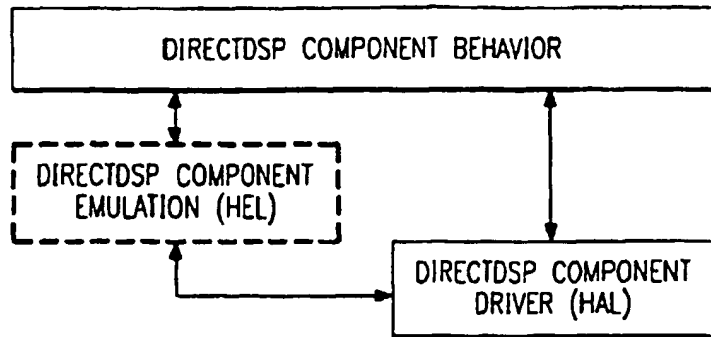 DIRECTDSP COMPONENT BEHAVIOR
DIRECTDSP COMPONENT
EMULATION (HEL)
DIRECTDSP COMPONENT
DRIVER (HAL)